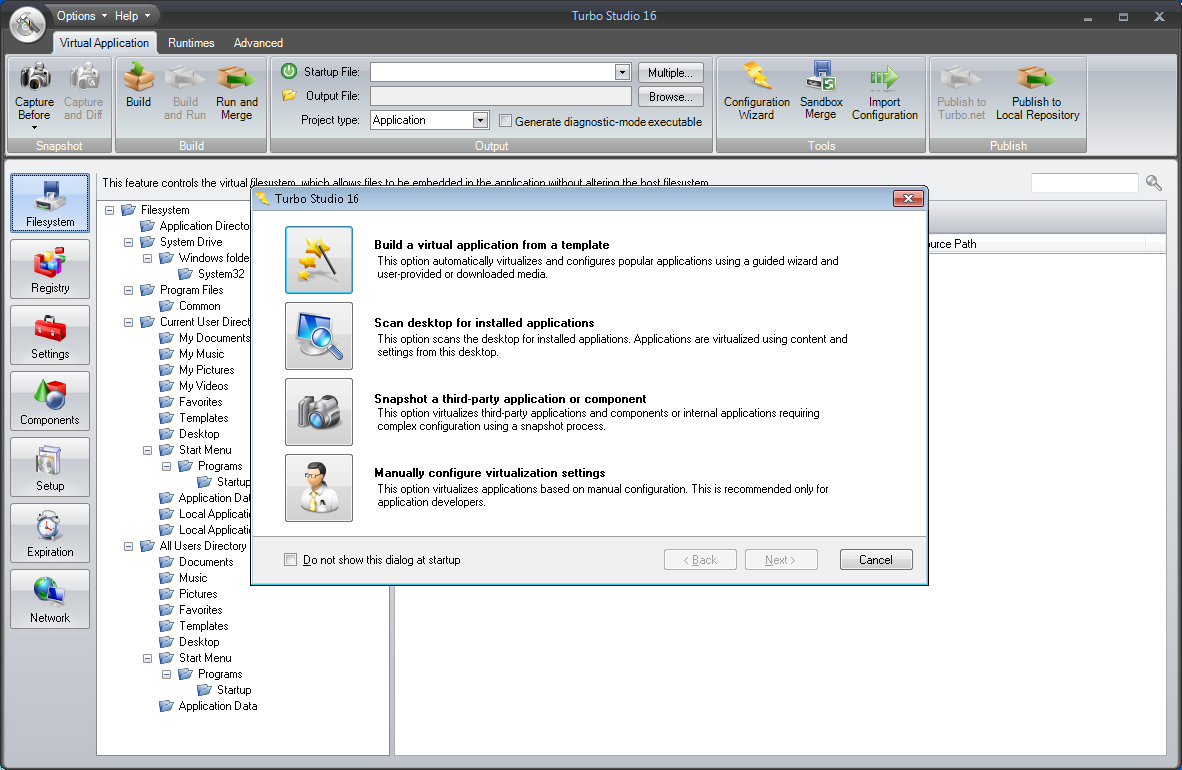 Options Help
Turbo Studio 16
Virtual Application Runtimes Advanced
Capture Before
Capture and Diff
Snapshot
Build
Build and Run
Run and Merge
Build
Startup File:
Multiple...
Output File:
Browse...
Project type: Application
Generate diagnostic-mode executable
Output
Configuration Wizard
Sandbox Merge
Import Configuration
Tools
Publish to Turbo.net
Publish to Local Repository
Publish
Filesystem
Registry
Settings
Components
Setup
Expiration
Network
This feature controls the virtual filesystem, which allows files to be embedded in the application without altering the host filesystem.
Filesystem
Application Directo
System Drive
Windows folde
System32
Program Files
Common
Current User Direct
My Documents
My Music
My Pictures
My Videos
Favorites
Templates
Desktop
Start Menu
Programs
Startup
Application Dat
Local Applicatio
Local Applicatio
All Users Directory
Documents
Music
Pictures
Favorites
Templates
Desktop
Start Menu
Programs
Startup
Application Data
ource Path
Turbo Studio 16
Build a virtual application from a template
This option automatically virtualizes and configures popular applications using a guided wizard and
user-provided or downloaded media.
Scan desktop for installed applications
This option scans the desktop for installed appliations. Applications are virtualized using content and
settings from this desktop.
Snapshot a third-party application or component
This option virtualizes third-party applications and components or internal applications requiring
complex configuration using a snapshot process.
Manually configure virtualization settings
This option virtualizes applications based on manual configuration. This is recommended only for
application developers.
Do not show this dialog at startup
< Back
Next >
Cancel